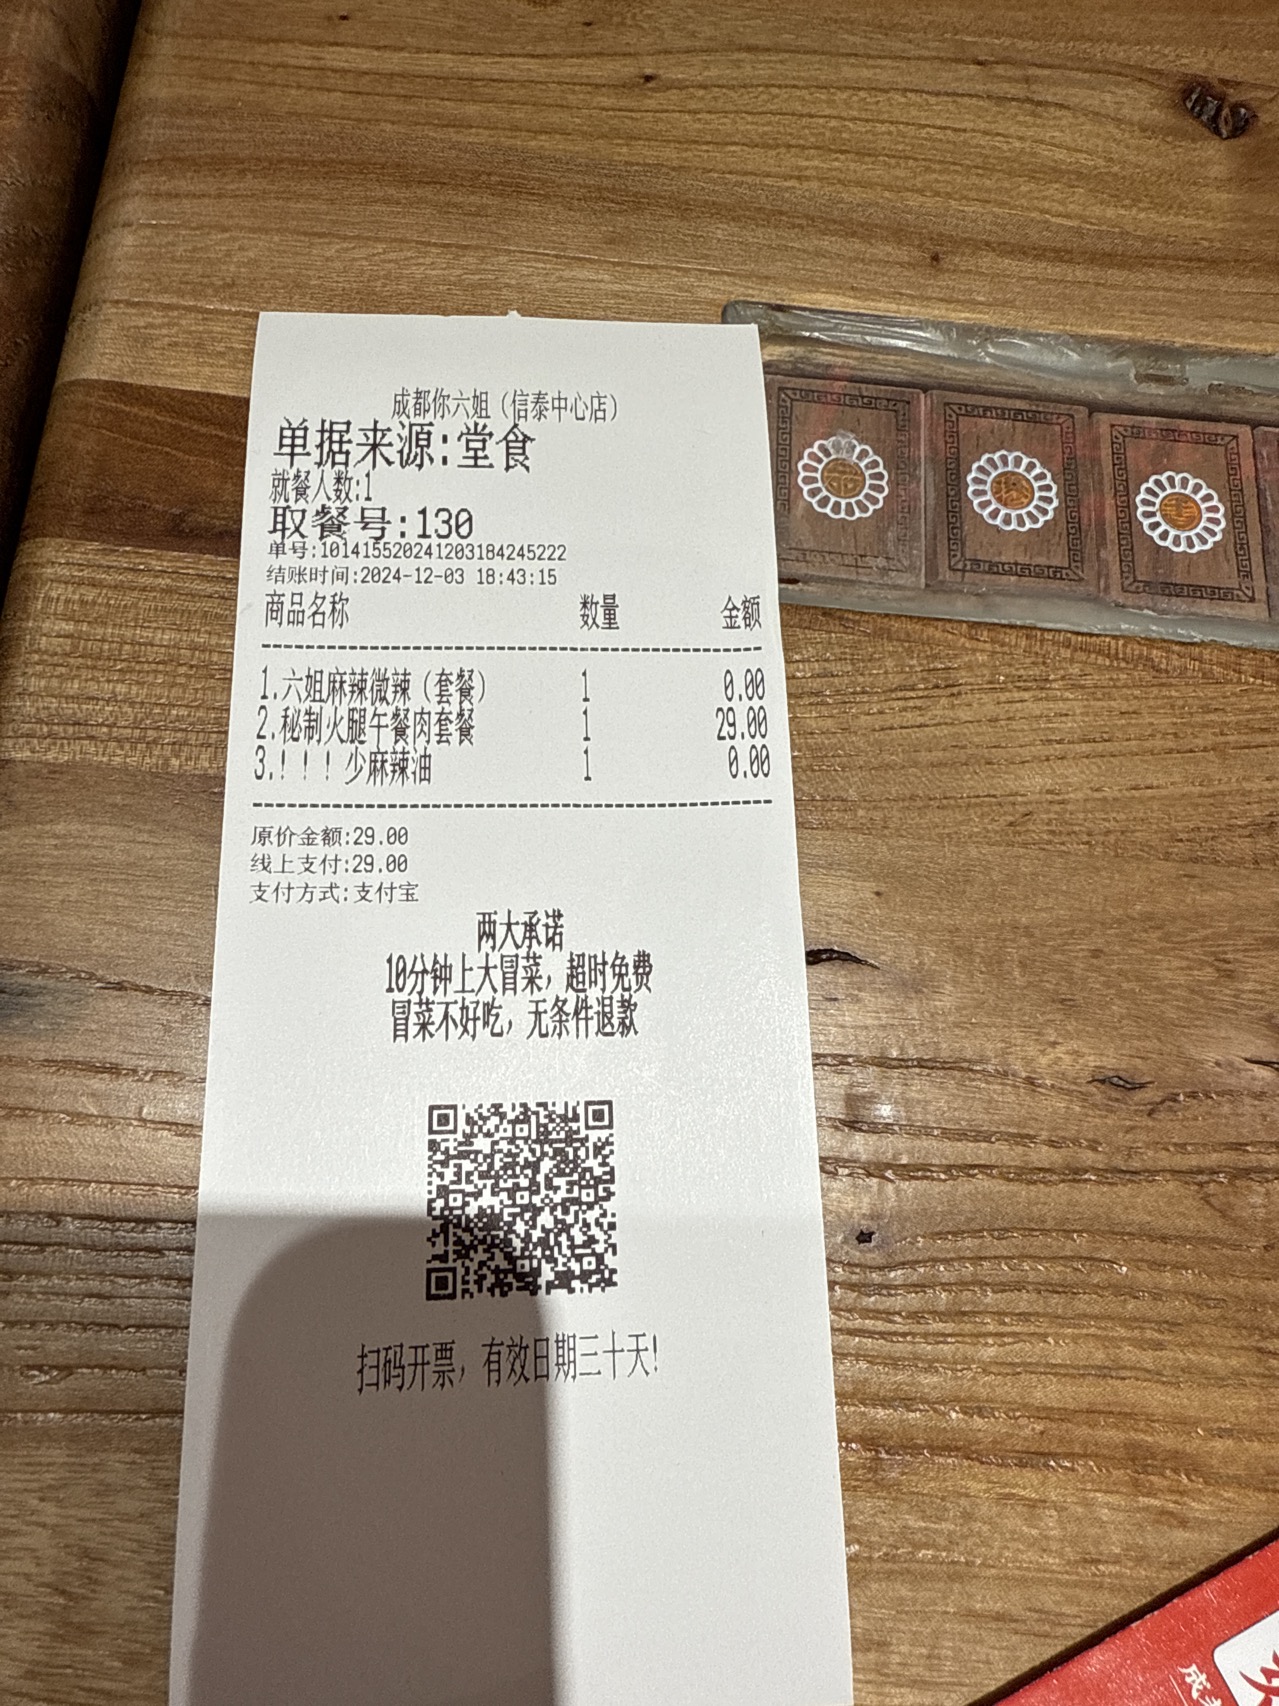 成都你六姐（信泰中心店）
单据来源:堂食
就餐人数:1
取餐号:130
单号:101415520241203184245222
结账时间:2024-12-03 18:43:15
商品名称 数量 金额
1.六姐麻辣微辣（套餐） 1 0.00
2.秘制火腿午餐肉套餐 1 29.00
3.！！！少麻辣油 1 0.00
原价金额:29.00
线上支付:29.00
支付方式:支付宝
两大承诺
10分钟上大冒菜，超时免费
冒菜不好吃，无条件退款
扫码开票，有效日期三十天!
成